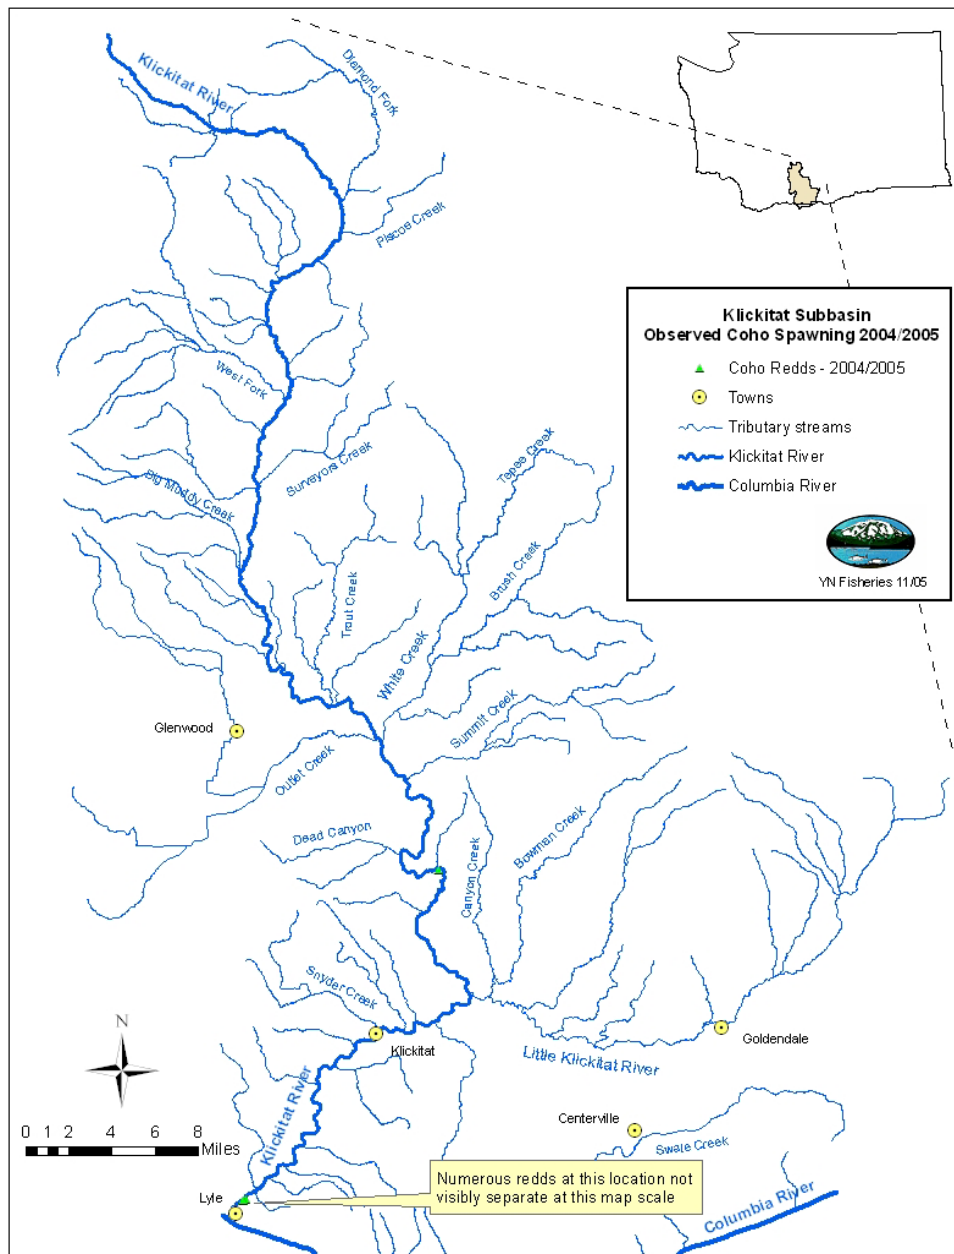 Klickitat River
Diamond Fork
Piscoe Creek
Klickitat Subbasin
Observed Coho Spawning 2004/2005
Coho Redds - 2004/2005
Towns
Tributary streams
Klickitat River
Columbia River
YN Fisheries 11/05
West Fork
Surveyors Creek
Big Muddy Creek
Tepee Creek
Brush Creek
Trout Creek
White Creek
Summit Creek
Glenwood
Outlet Creek
Dead Canyon
Canyon Creek
Bowman Creek
Snyder Creek
Klickitat
Goldendale
Little Klickitat River
N
Klickitat River
Centerville
Swale Creek
0 1 2 4 6 8
Miles
Lyle
Numerous redds at this location not
visibly separate at this map scale
Columbia River